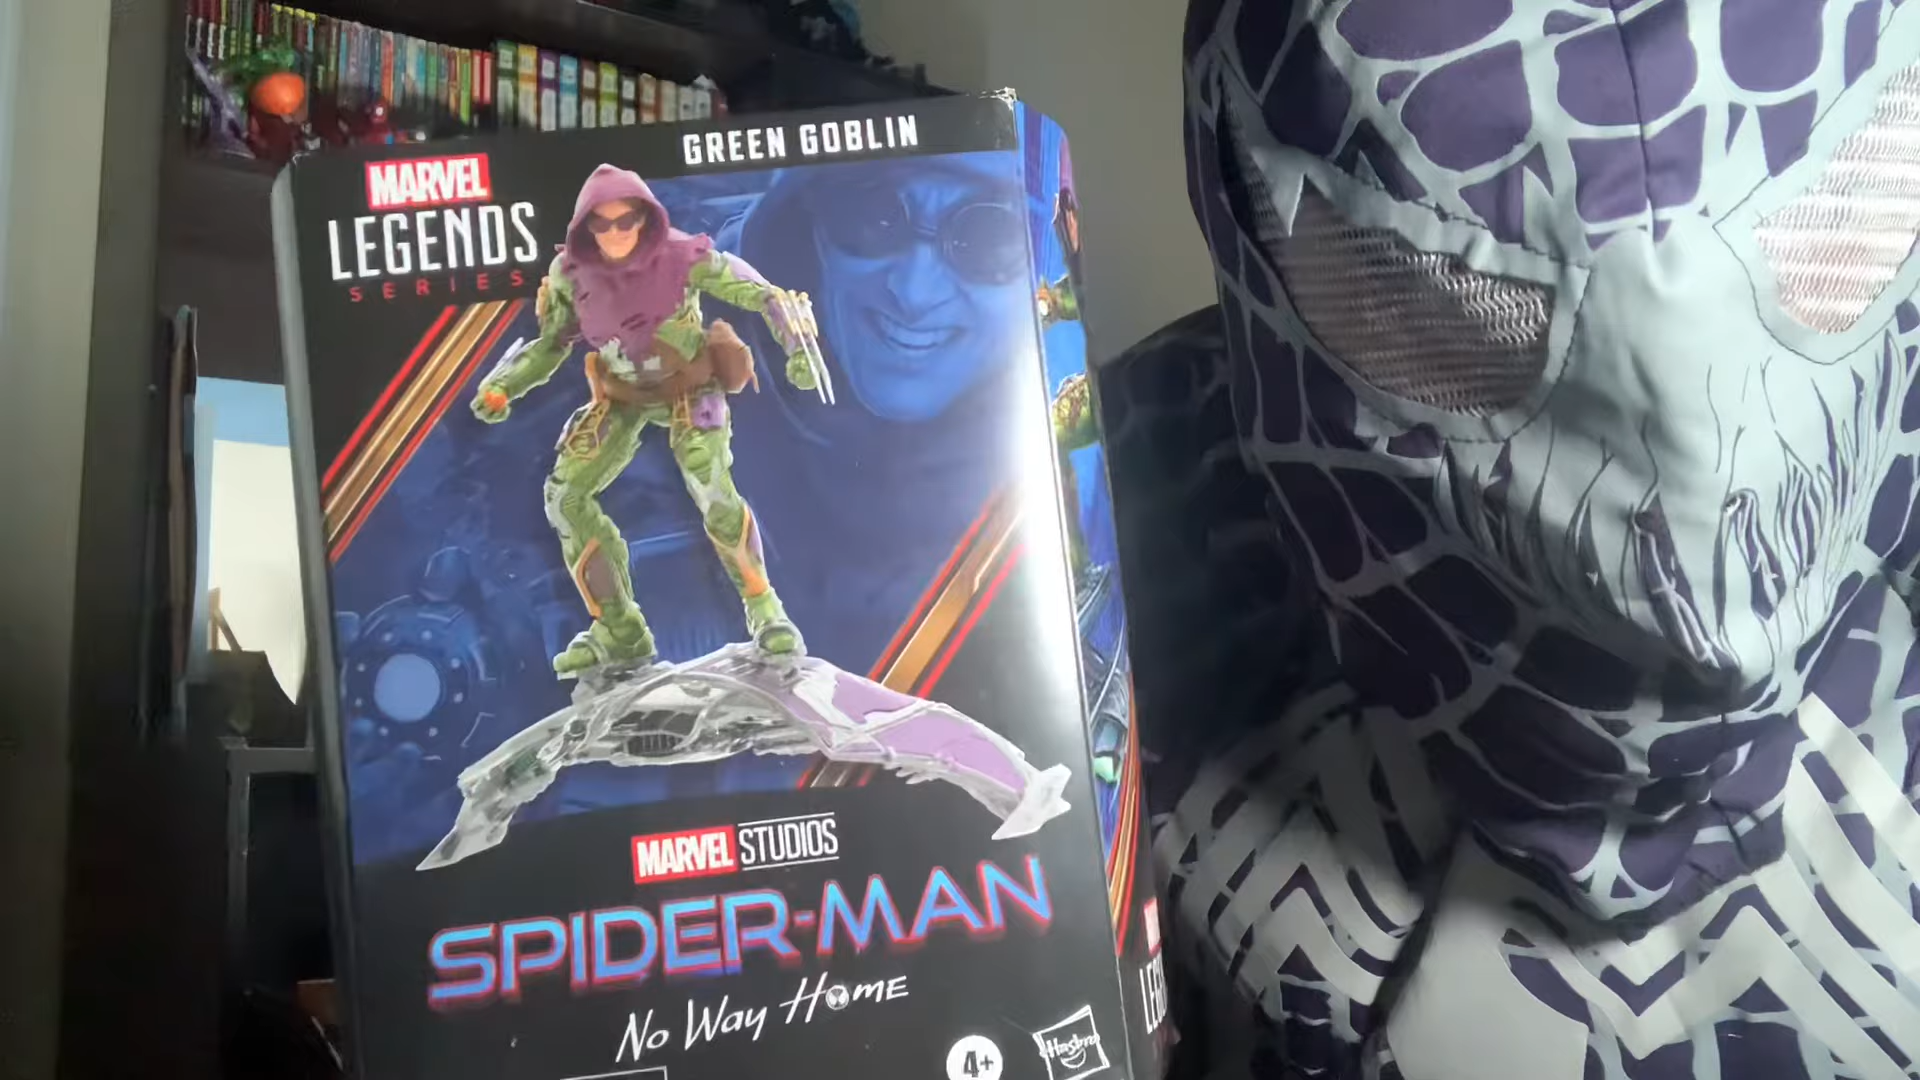 GREEN GOBLIN
MARVEL
LEGENDS
SERIES
MARVEL STUDIOS
SPIDER-MAN
No Way Home
4+
Hasbro